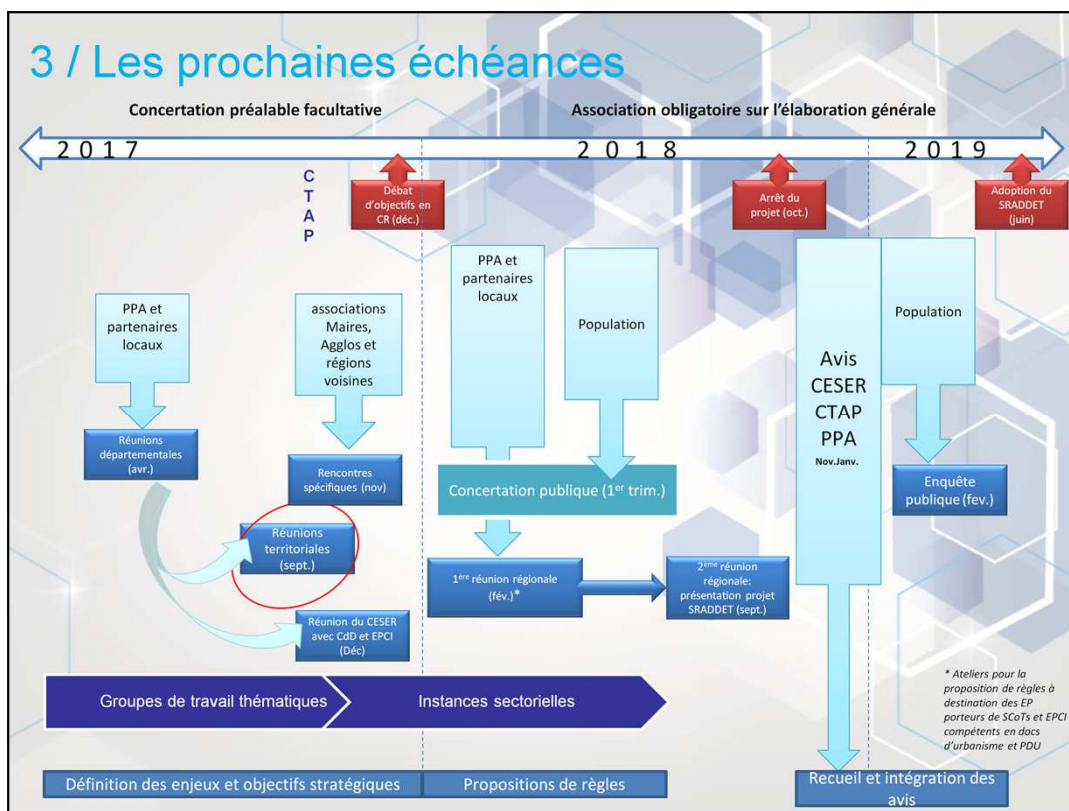 3 / Les prochaines échéances
Concertation préalable facultative
Association obligatoire sur l'élaboration générale
2017
2018
2019
C
T
A
P
Débat
d'objectifs en
CR (déc.)
Arrêt du
projet (oct.)
Adoption du
SRADDET
(juin)
PPA et
partenaires
locaux
associations
Maires,
Agglos et
régions
voisines
PPA et
partenaires
locaux
Population
Avis
CESER
CTAP
PPA
Nov.Janv.
Population
Réunions
départementales
(avr.)
Rencontres
spécifiques (nov)
Concertation publique (1er trim.)
Enquête
publique (fev.)
Réunions
territoriales
(sept.)
1ère réunion régionale
(fév.)*
2ème réunion
régionale:
présentation projet
SRADDET (sept.)
Réunion du CESER
avec CdD et EPCI
(Déc)
Groupes de travail thématiques
Instances sectorielles
* Ateliers pour la
proposition de règles à
destination des EP
porteurs de SCoTs et EPCI
compétents en docs
d'urbanisme et PDU
Définition des enjeux et objectifs stratégiques
Propositions de règles
Recueil et intégration des
avis